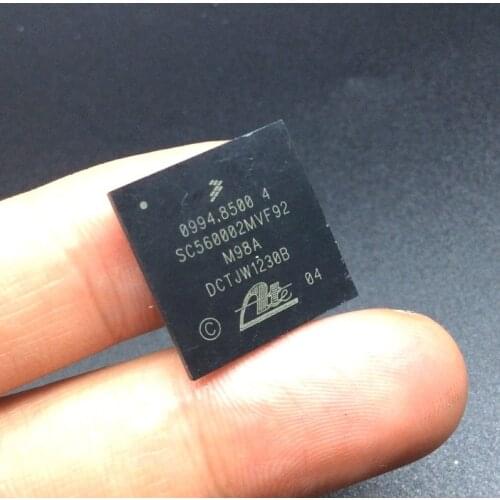 0994.8500 4
SC560002MVF92
M98A
DCTJW1230B
© Ate 04